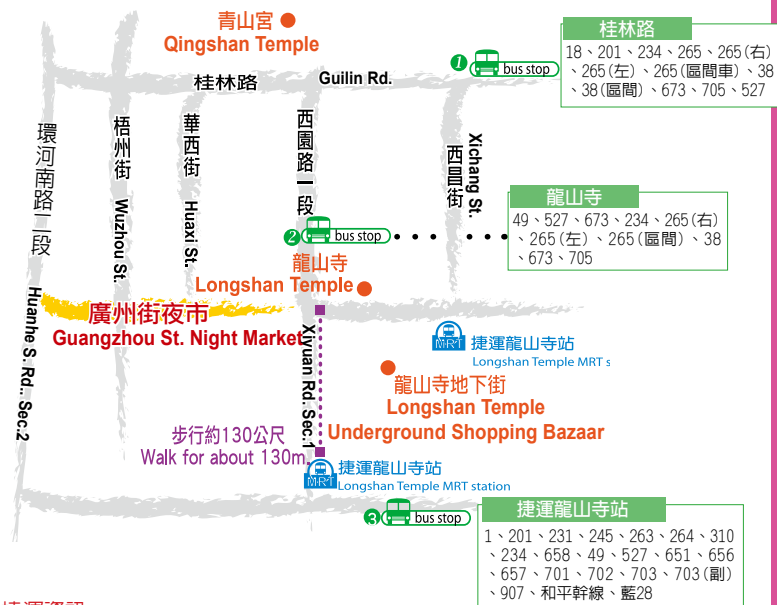 青山宮
Qingshan Temple
桂林路
Guilin Rd.
1
bus stop
桂林路
18、201、234、265、265(右)
、265(左)、265(區間車)、38
、38(區間)、673、705、527
環河南路二段
Huanhe S. Rd.. Sec.2
梧州街
Wuzhou St.
華西街
Huaxi St.
西園路一段
Xiyuan Rd. Sec.1
西昌街
Xichang St.
2
bus stop
龍山寺
49、527、673、234、265(右)
、265(左)、265(區間)、38
、673、705
龍山寺
Longshan Temple
廣州街夜市
Guangzhou St. Night Market
MRT
捷運龍山寺站
Longshan Temple MRT s
龍山寺地下街
Longshan Temple
Underground Shopping Bazaar
步行約130公尺
Walk for about 130m.
MRT
捷運龍山寺站
Longshan Temple MRT station
3
bus stop
捷運龍山寺站
1、201、231、245、263、264、310
、234、658、49、527、651、656
、657、701、702、703、703(副)
、907、和平幹線、藍28